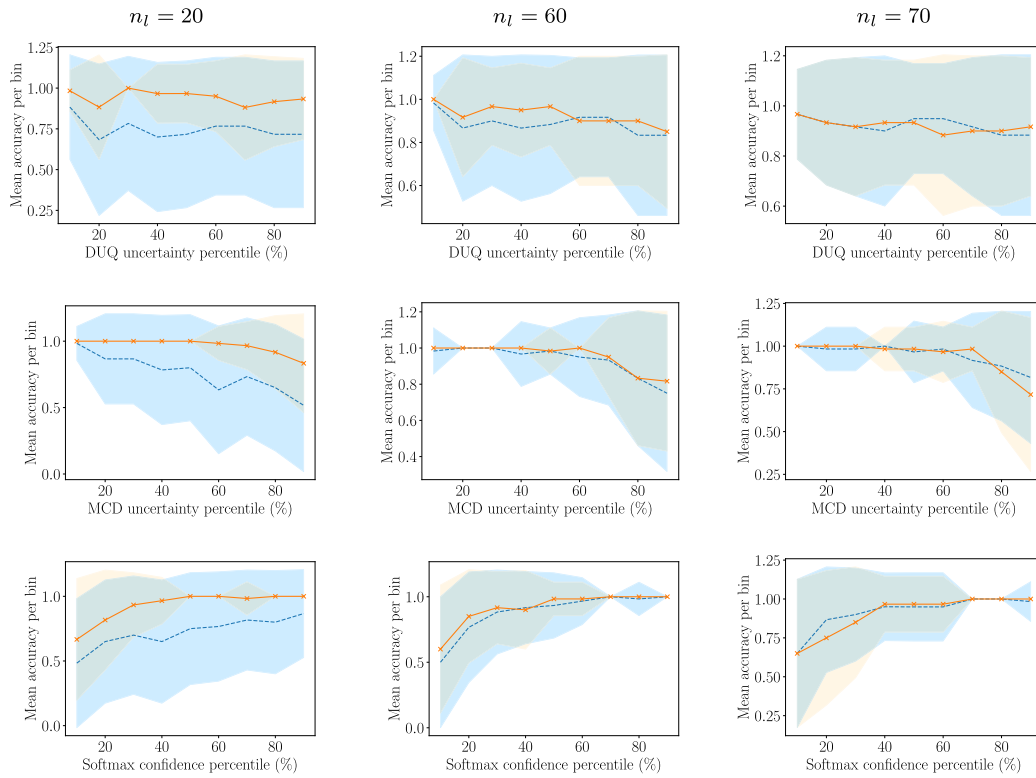 n_l = 20
n_l = 60
n_l = 70
Mean accuracy per bin
1.25
1.00
0.75
0.50
0.25
20 40 60 80
DUQ uncertainty percentile (%)
Mean accuracy per bin
1.2
1.0
0.8
0.6
20 40 60 80
DUQ uncertainty percentile (%)
Mean accuracy per bin
1.2
1.0
0.8
0.6
20 40 60 80
DUQ uncertainty percentile (%)
Mean accuracy per bin
1.0
0.5
0.0
20 40 60 80
MCD uncertainty percentile (%)
Mean accuracy per bin
1.2
1.0
0.8
0.6
0.4
20 40 60 80
MCD uncertainty percentile (%)
Mean accuracy per bin
1.25
1.00
0.75
0.50
0.25
20 40 60 80
MCD uncertainty percentile (%)
Mean accuracy per bin
1.0
0.5
0.0
20 40 60 80
Softmax confidence percentile (%)
Mean accuracy per bin
1.0
0.5
0.0
20 40 60 80
Softmax confidence percentile (%)
Mean accuracy per bin
1.25
1.00
0.75
0.50
0.25
20 40 60 80
Softmax confidence percentile (%)